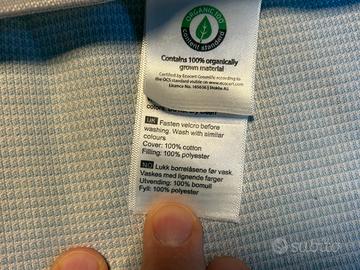 ORGANIC 100
content standard
Contains 100% organically
grown material
Certified by Ecocert Greenlife according to
the OCS standard visible on www.ecocert.com
colours
UK Fasten velcro before
washing. Wash with similar
colours
Cover: 100% cotton
Filling: 100% polyester
NO Lukk borrelåsene før vask.
Vaskes med lignende farger
Utvending: 100% bomull
Fyll: 100% polyester
subito